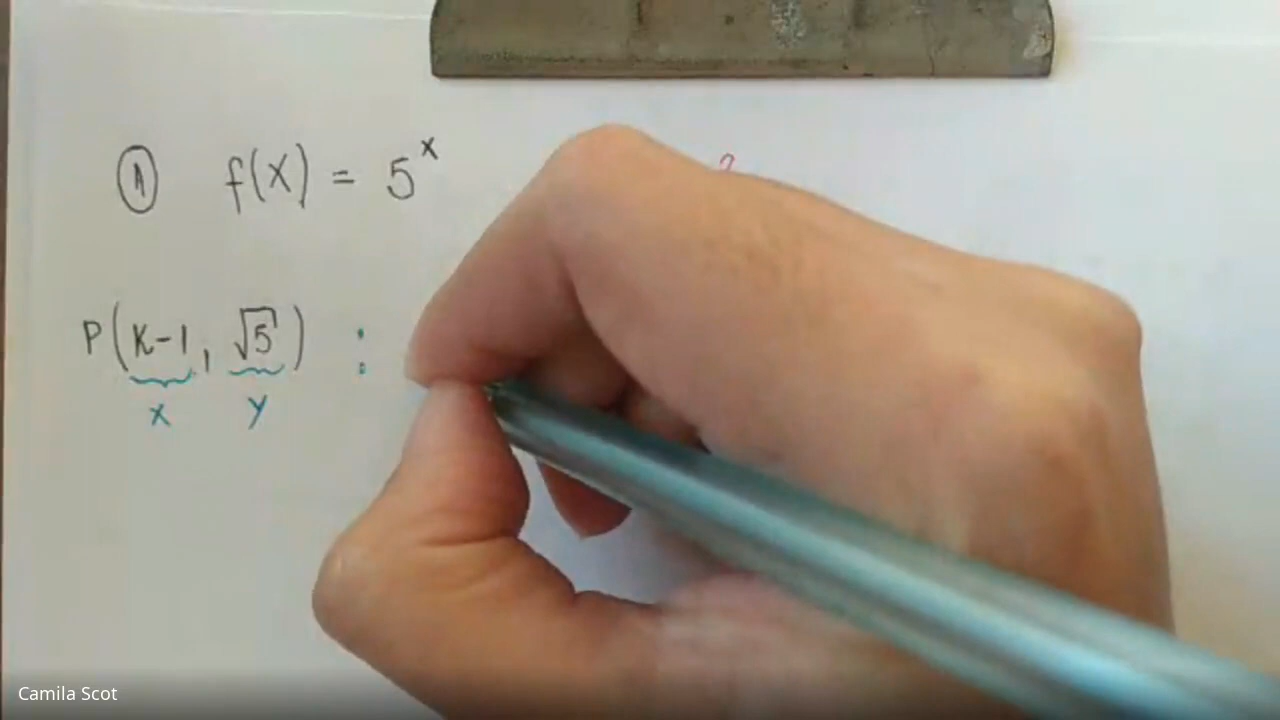 ① f(x) = 5^x ?
P(K-1, √5) :
x y
Camila Scot